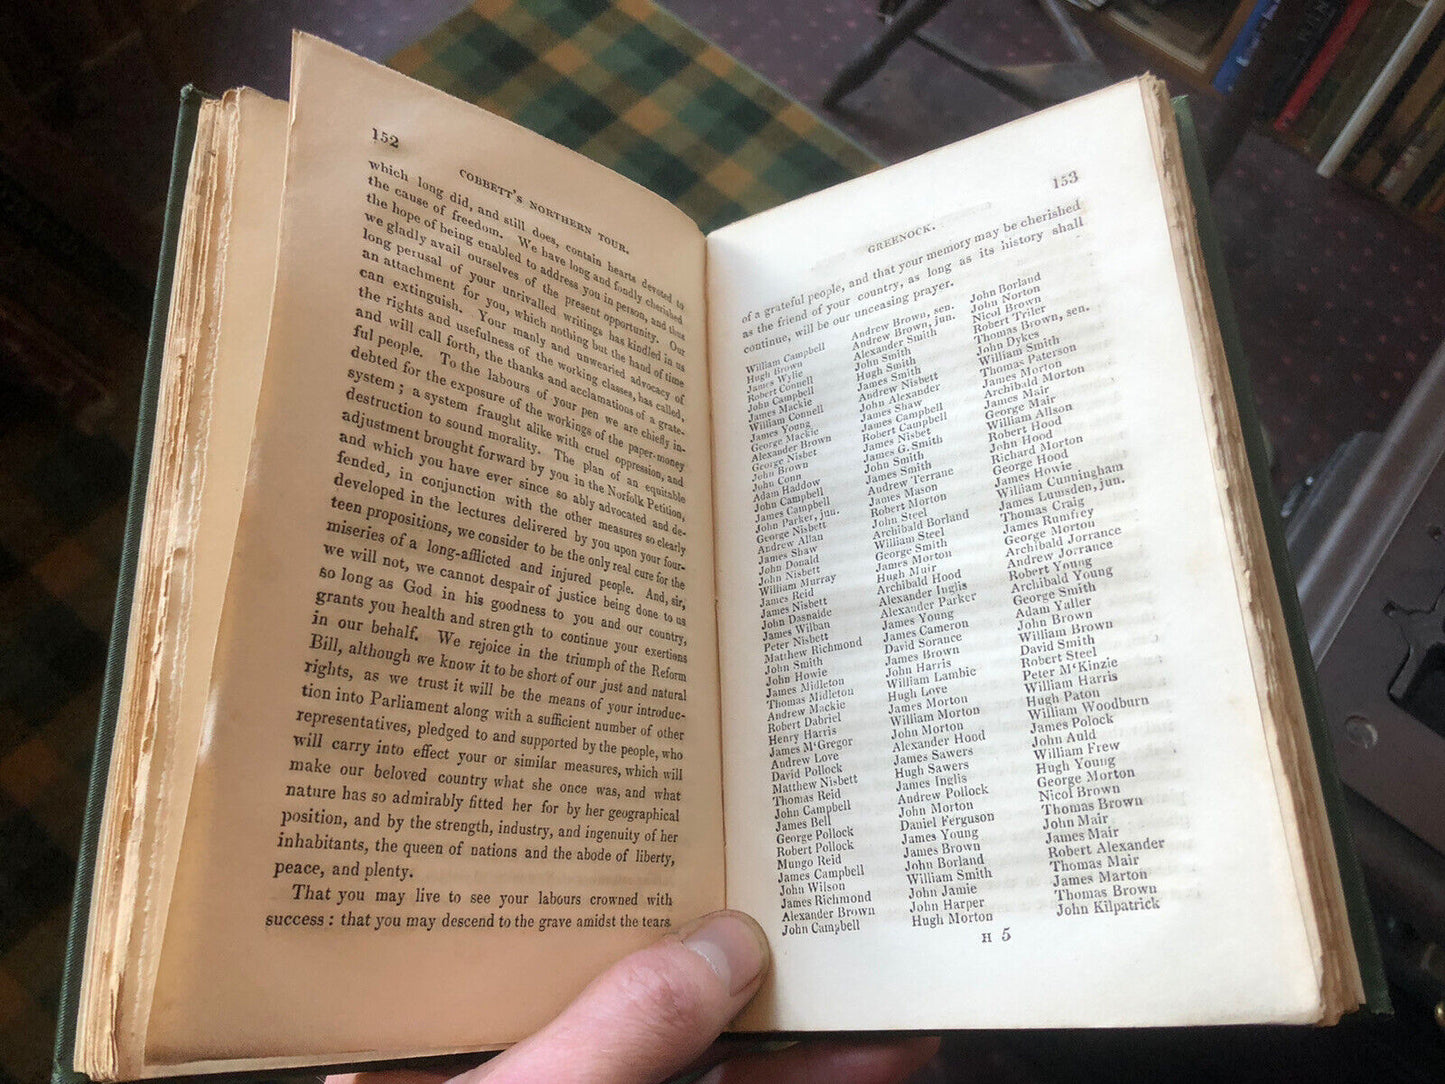 152
COBBETT'S NORTHERN TOUR.
which long did, and still does, contain hearts devoted to
the cause of freedom. We have long and fondly cherished
the hope of being enabled to address you in person, and thus
we gladly avail ourselves of the present opportunity. Our
long perusal of your unrivalled writings has kindled in us
an attachment for you, which nothing but the hand of time
can extinguish. Your manly and unwearied advocacy of
the rights and usefulness of the working classes, has called,
and will call forth, the thanks and acclamations of a grate-
ful people. To the labours of your pen we are chiefly in-
debted for the exposure of the workings of the paper-money
system; a system fraught alike with cruel oppression, and
destruction to sound morality. The plan of an equitable
adjustment brought forward by you in the Norfolk Petition,
and which you have ever since so ably advocated and de-
fended, in conjunction with the other measures so clearly
developed in the lectures delivered by you upon your four-
teen propositions, we consider to be the only real cure for the
miseries of a long-afflicted and injured people. And, sir,
we will not, we cannot despair of justice being done to us
so long as God in his goodness to you and our country,
grants you health and strength to continue your exertions
in our behalf. We rejoice in the triumph of the Reform
Bill, although we know it to be short of our just and natural
rights, as we trust it will be the means of your introduc-
tion into Parliament along with a sufficient number of other
representatives, pledged to and supported by the people, who
will carry into effect your or similar measures, which will
make our beloved country what she once was, and what
nature has so admirably fitted her for by her geographical
position, and by the strength, industry, and ingenuity of her
inhabitants, the queen of nations and the abode of liberty,
peace, and plenty.
That you may live to see your labours crowned with
success: that you may descend to the grave amidst the tears
153
GREENOCK.
of a grateful people, and that your memory may be cherished
as the friend of your country, as long as its history shall
continue, will be our unceasing prayer.
William Campbell
Hugh Brown
James Wylie
Robert Connell
John Campbell
James Mackie
William Connell
James Young
George Mackie
Alexander Brown
George Nisbet
John Brown
John Conn
Adam Haddow
John Campbell
James Campbell
John Parker, jun.
George Nisbett
Andrew Allan
James Shaw
John Donald
John Nisbett
William Murray
James Reid
James Nisbett
John Dasnaide
James Wilban
Peter Nisbett
Matthew Richmond
John Smith
John Howie
James Midleton
Thomas Midleton
Andrew Mackie
Robert Dabriel
Henry Harris
James M'Gregor
Audrew Love
David Pollock
Matthew Nisbett
Thomas Reid
John Campbell
James Bell
George Pollock
Robert Pollock
Mungo Reid
James Campbell
John Wilson
James Richmond
Alexander Brown
John Campbell
Andrew Brown, sen.
Andrew Brown, jun.
Alexander Smith
John Smith
Hugh Smith
James Smith
Andrew Nisbett
John Alexander
James Shaw
James Campbell
Robert Campbell
James Nisbet
James G. Smith
John Smith
James Smith
Audrew Terrane
James Mason
Robert Morton
John Steel
Archibald Borland
William Steel
George Smith
James Morton
Hugh Muir
Archibald Hood
Alexander Inglis
Alexander Parker
James Young
James Cameron
David Sorance
James Brown
John Harris
William Lambie
Hugh Love
James Morton
William Morton
John Morton
Alexander Hood
James Sawers
Hugh Sawers
James Inglis
Andrew Pollock
John Morton
Daniel Ferguson
James Young
James Brown
John Borland
William Smith
John Jamie
John Harper
Hugh Morton
John Borland
John Norton
Nicol Brown
Robert Triler
Thomas Brown, sen.
John Dykes
William Smith
Thomas Paterson
James Morton
Archibald Morton
James Mair
George Mair
William Alison
Robert Hood
John Hood
Richard Morton
George Hood
James Howie
William Cunningham
James Lumsden, jun.
Thomas Craig
James Rumfrey
George Morton
Archibald Jorrance
Andrew Jorrance
Robert Young
Archibald Young
George Smith
Adam Yaller
John Brown
William Brown
David Smith
Robert Steel
Peter M'Kinzie
William Harris
Hugh Paton
William Woodburn
James Polock
John Auld
William Frew
Hugh Young
George Morton
Nicol Brown
Thomas Brown
John Mair
James Mair
Robert Alexander
Thomas Mair
James Marton
Thomas Brown
John Kilpatrick
H 5